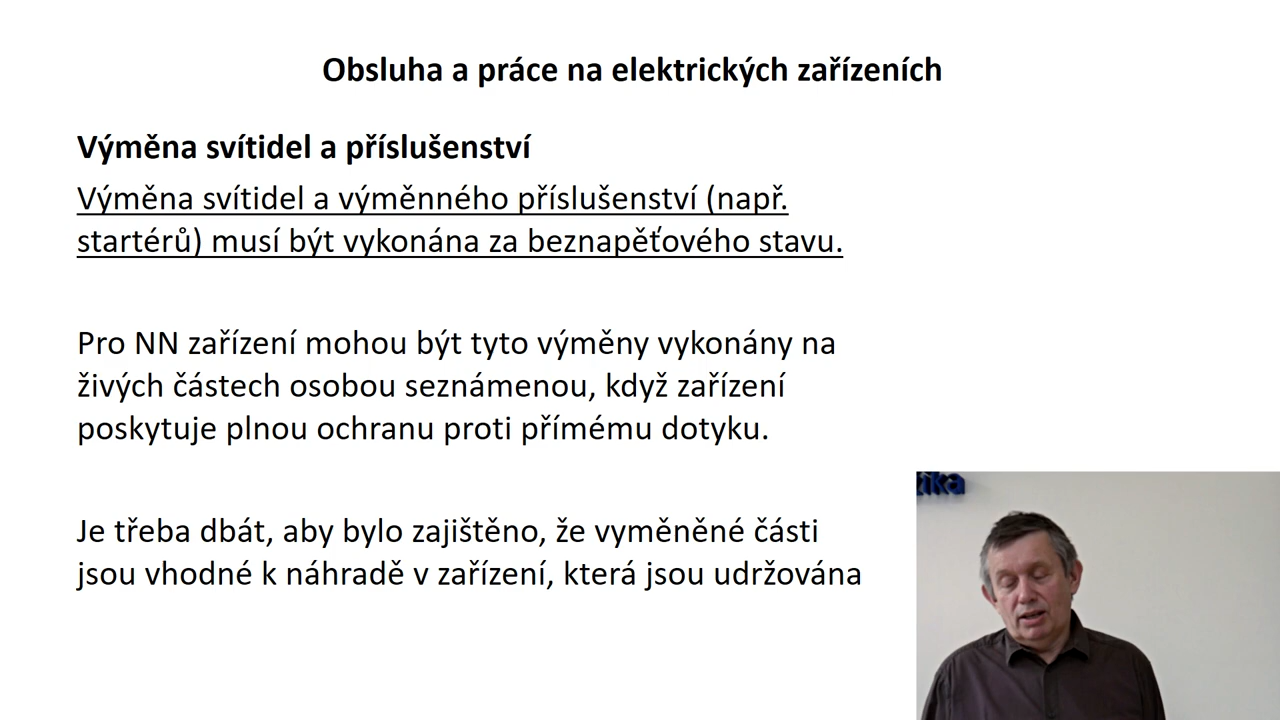 Obsluha a práce na elektrických zařízeních
Výměna svítidel a příslušenství
Výměna svítidel a výměnného příslušenství (např.
startérů) musí být vykonána za beznapěťového stavu.
Pro NN zařízení mohou být tyto výměny vykonány na
živých částech osobou seznámenou, když zařízení
poskytuje plnou ochranu proti přímému dotyku.
Je třeba dbát, aby bylo zajištěno, že vyměněné části
jsou vhodné k náhradě v zařízení, která jsou udržována